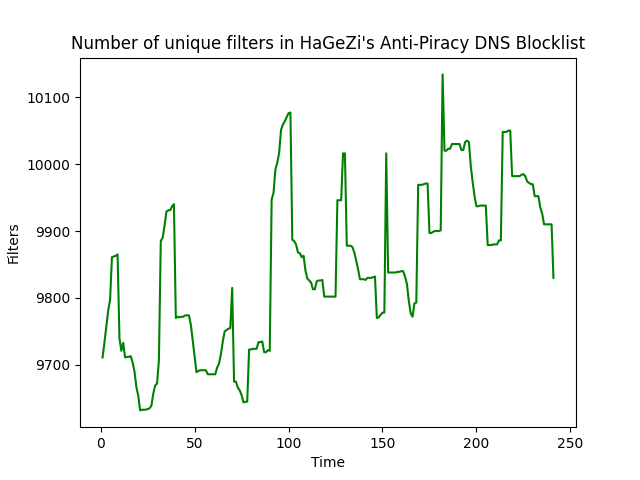 Number of unique filters in HaGeZi's Anti-Piracy DNS Blocklist
10100
10000
9900
9800
9700
Filters
0 50 100 150 200 250
Time